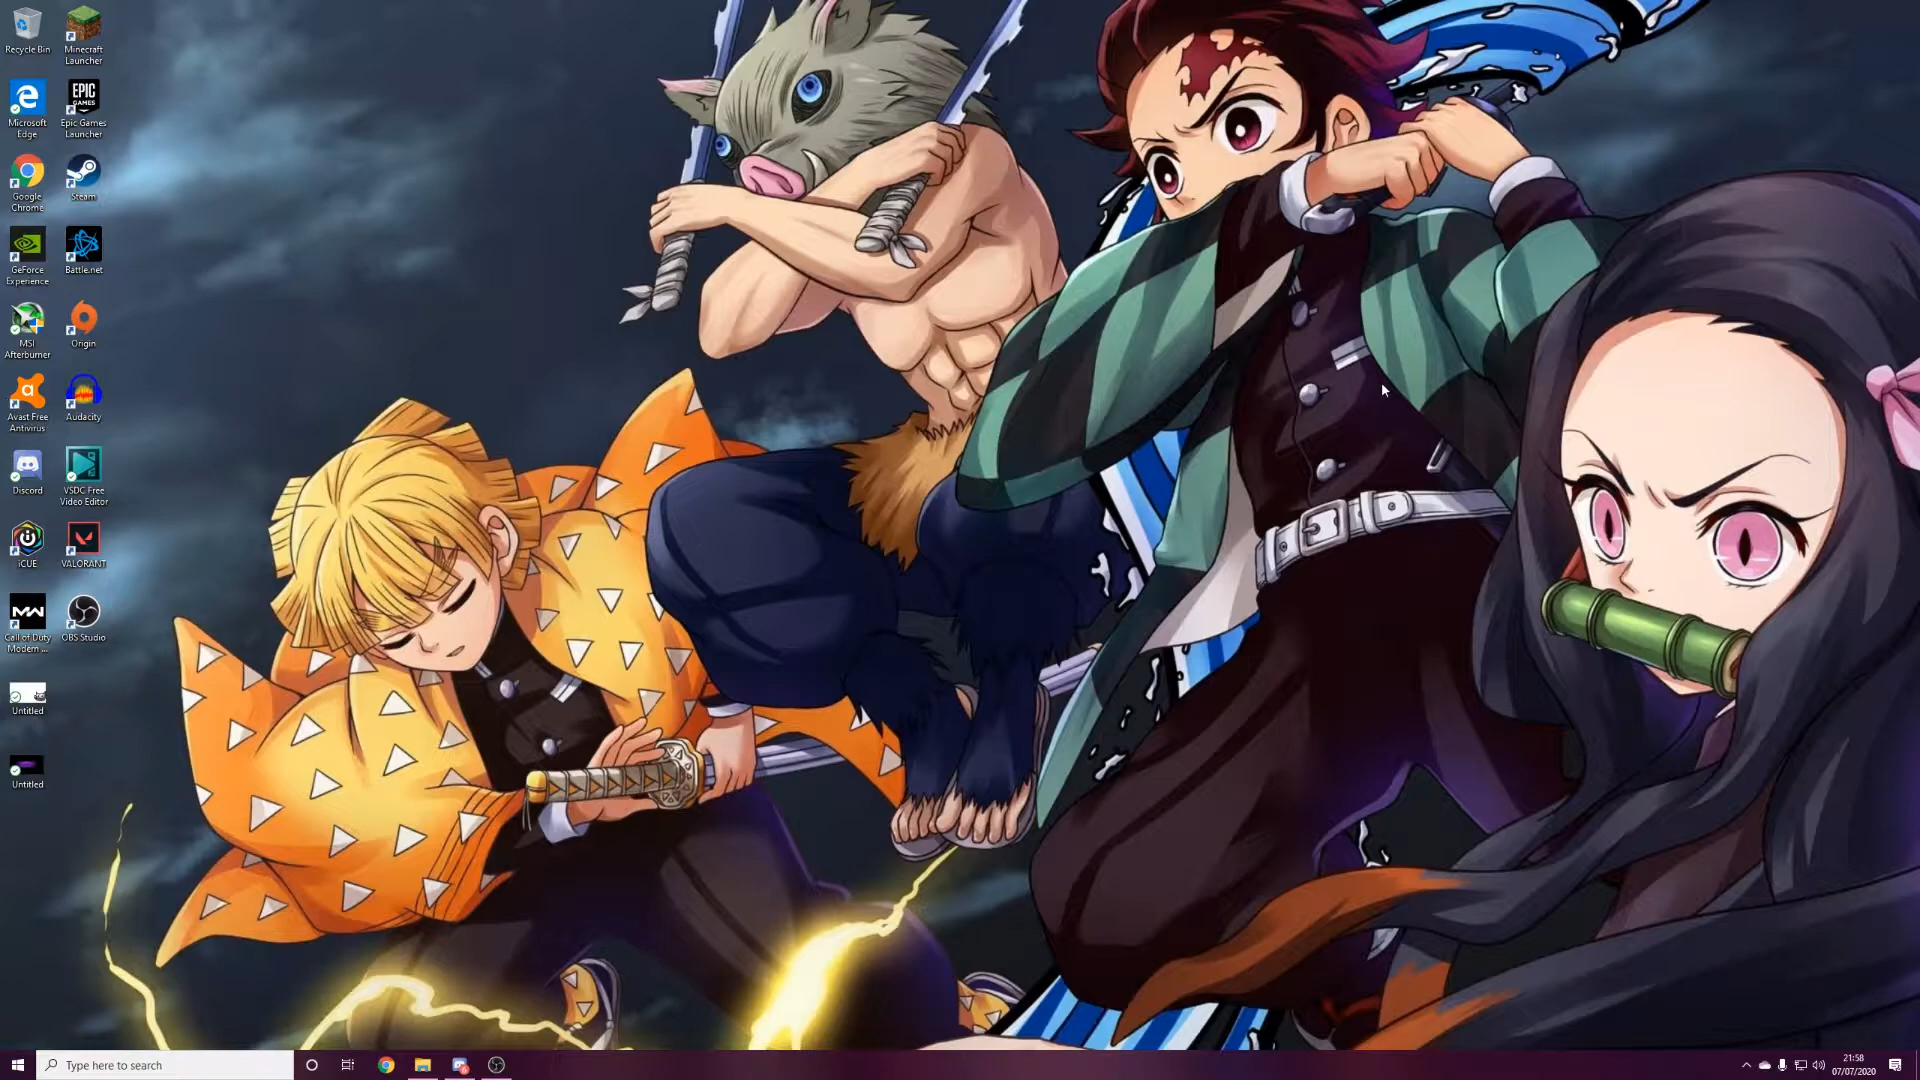 Recycle Bin
Minecraft
Launcher
Microsoft
Edge
EPIC
GAMES
Epic Games
Launcher
Google
Chrome
Steam
GeForce
Experience
Battle.net
MSI
Afterburner
Origin
Avast Free
Antivirus
Audacity
Discord
VSDC Free
Video Editor
iCUE
VALORANT
MW
Call of Duty
Modern ...
OBS Studio
Untitled
Untitled
Type here to search
21:58
07/07/2020